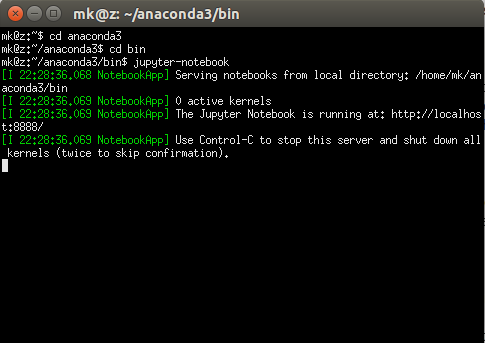 mk@z: ~/anaconda3/bin
mk@z:~$ cd anaconda3
mk@z:~/anaconda3$ cd bin
mk@z:~/anaconda3/bin$ jupyter-notebook
[I 22:28:36.068 NotebookApp] Serving notebooks from local directory: /home/mk/an
aconda3/bin
[I 22:28:36.069 NotebookApp] 0 active kernels
[I 22:28:36.069 NotebookApp] The Jupyter Notebook is running at: http://localhos
t:8888/
[I 22:28:36.069 NotebookApp] Use Control-C to stop this server and shut down all
 kernels (twice to skip confirmation).